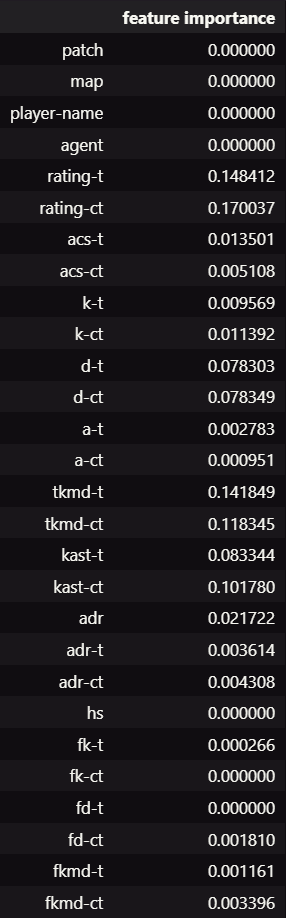 feature importance
patch 0.000000
map 0.000000
player-name 0.000000
agent 0.000000
rating-t 0.148412
rating-ct 0.170037
acs-t 0.013501
acs-ct 0.005108
k-t 0.009569
k-ct 0.011392
d-t 0.078303
d-ct 0.078349
a-t 0.002783
a-ct 0.000951
tkmd-t 0.141849
tkmd-ct 0.118345
kast-t 0.083344
kast-ct 0.101780
adr 0.021722
adr-t 0.003614
adr-ct 0.004308
hs 0.000000
fk-t 0.000266
fk-ct 0.000000
fd-t 0.000000
fd-ct 0.001810
fkmd-t 0.001161
fkmd-ct 0.003396